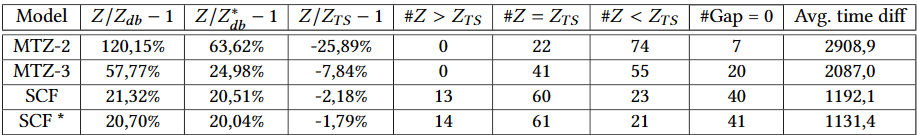 Model Z/Z_db − 1 Z/Z*_db − 1 Z/Z_TS − 1 #Z > Z_TS #Z = Z_TS #Z < Z_TS #Gap = 0 Avg. time diff
MTZ-2 120,15% 63,62% -25,89% 0 22 74 7 2908,9
MTZ-3 57,77% 24,98% -7,84% 0 41 55 20 2087,0
SCF 21,32% 20,51% -2,18% 13 60 23 40 1192,1
SCF * 20,70% 20,04% -1,79% 14 61 21 41 1131,4